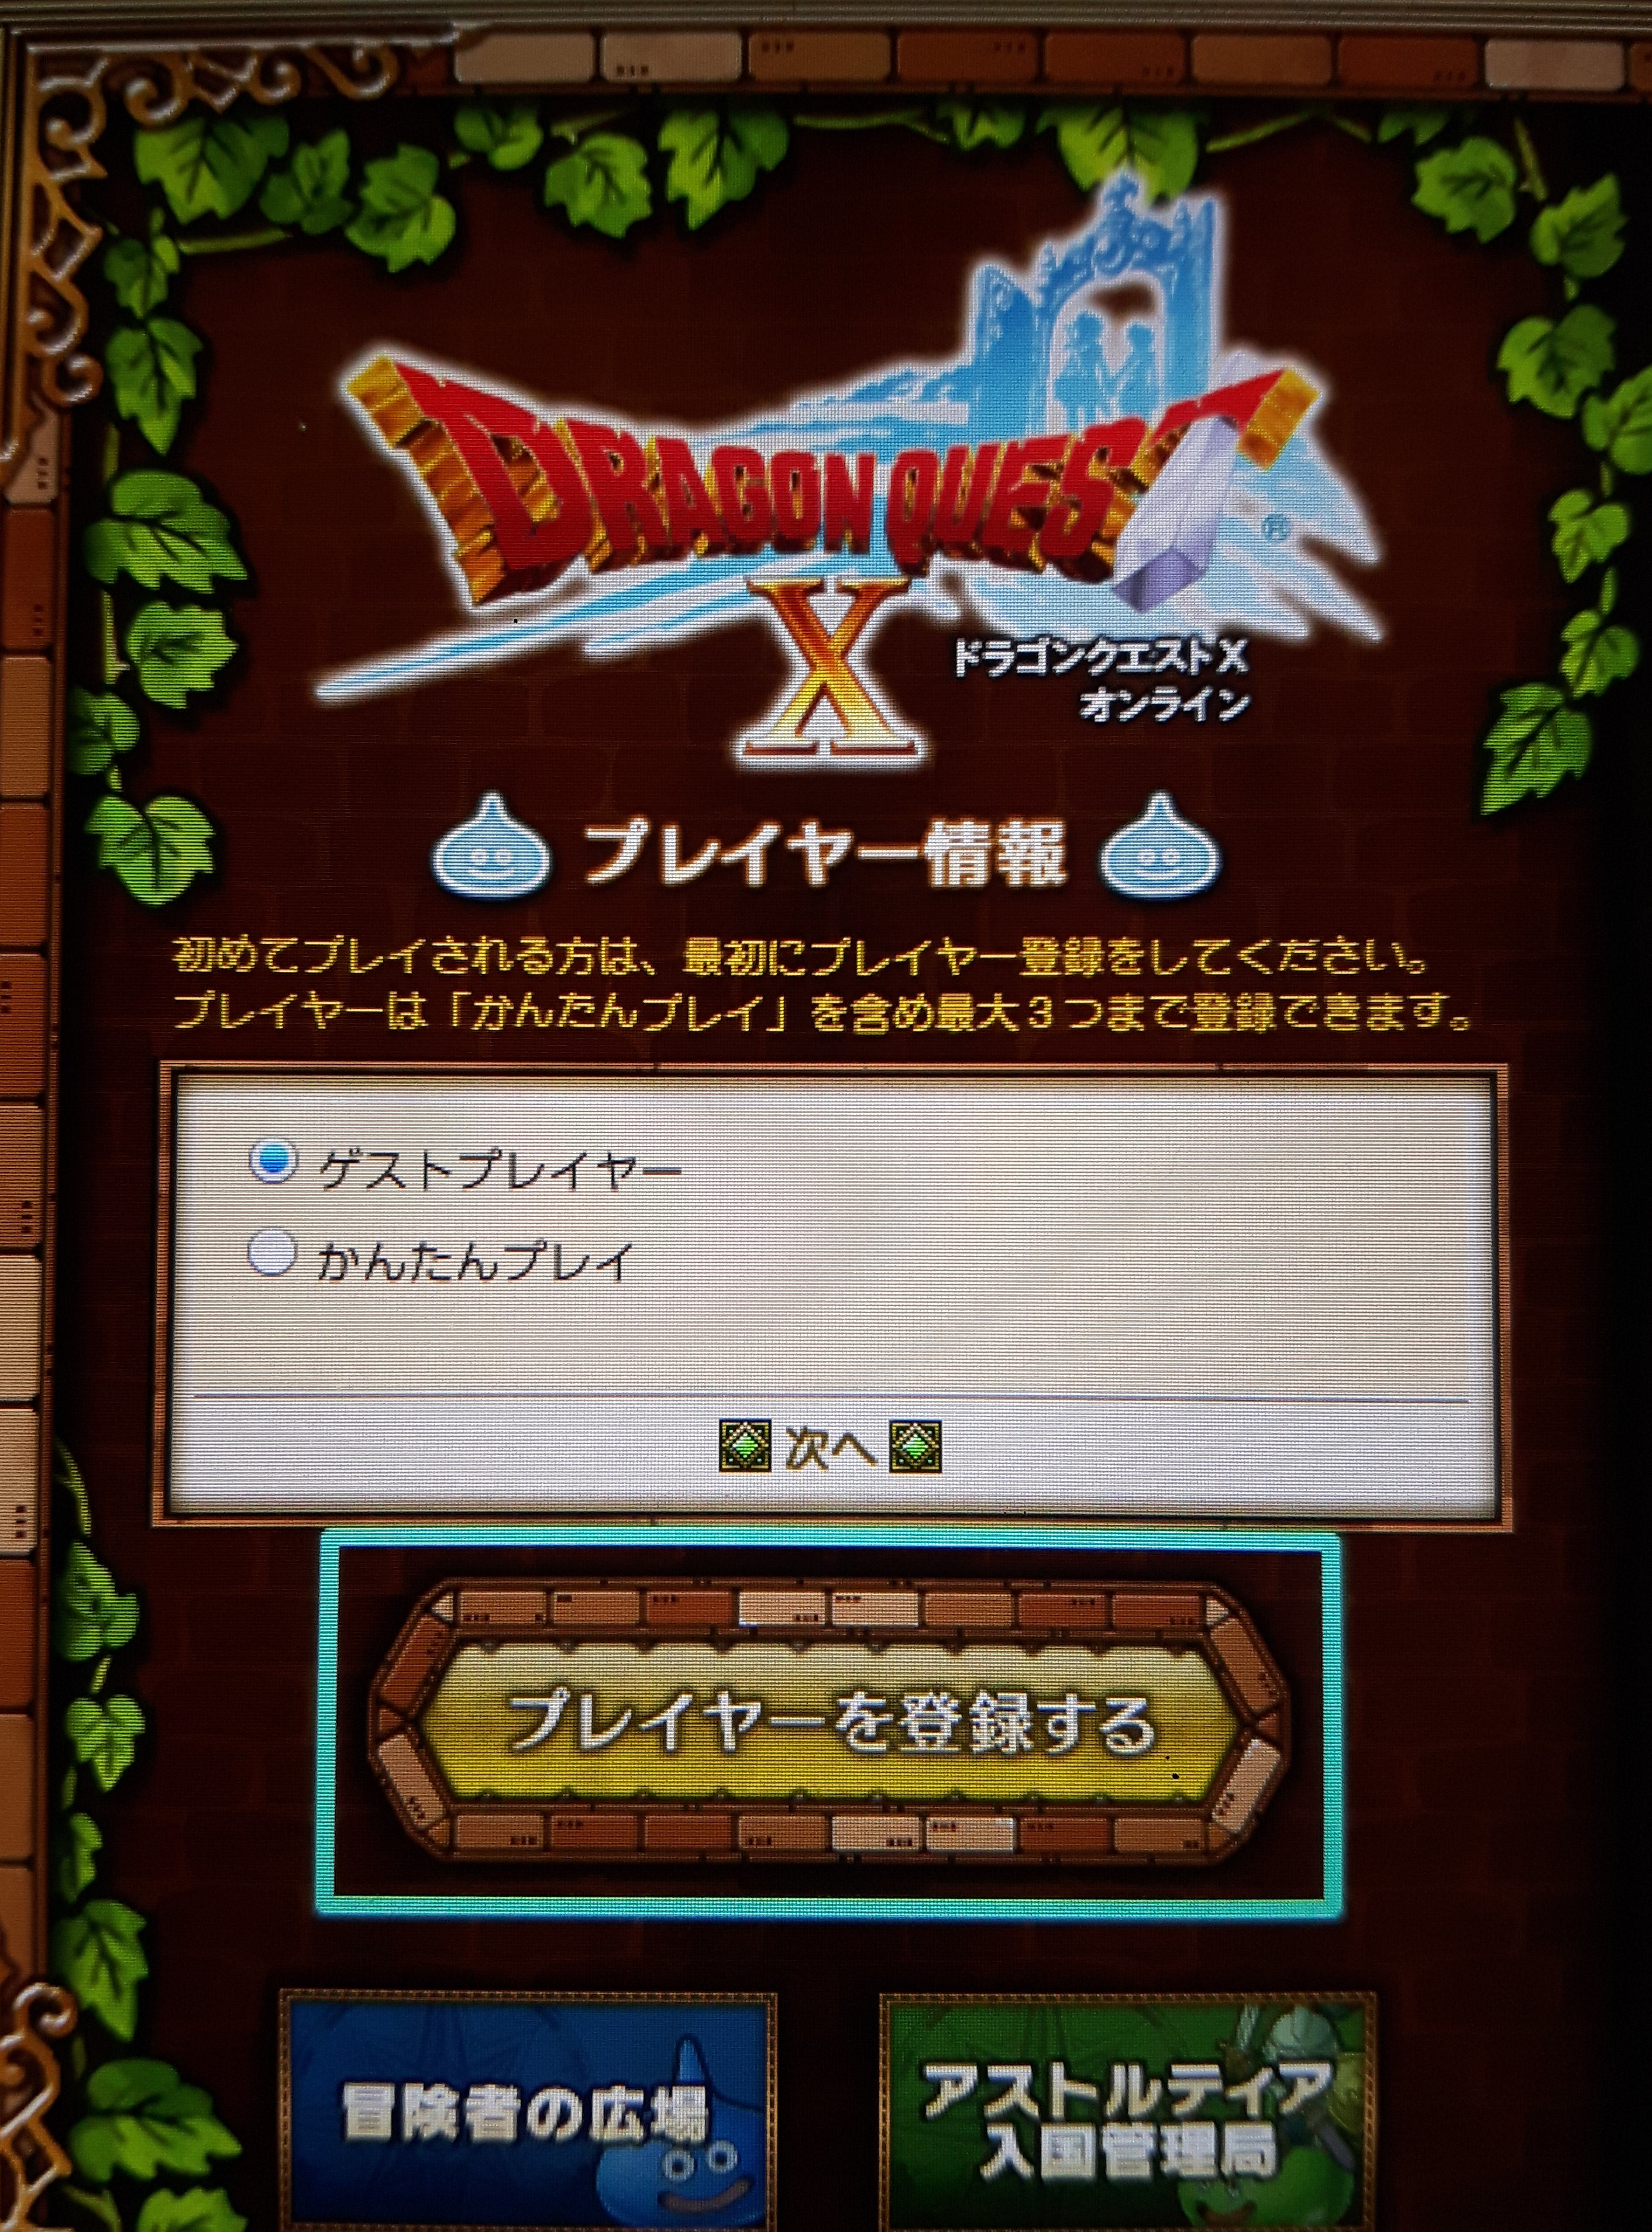 DRAGON QUEST
®
X
ドラゴンクエストX
オンライン
プレイヤー情報
初めてプレイされる方は、最初にプレイヤー登録をしてください。
プレイヤーは「かんたんプレイ」を含め最大3つまで登録できます。
ゲストプレイヤー
かんたんプレイ
次へ
プレイヤーを登録する
冒険者の広場
アストルティア
入国管理局